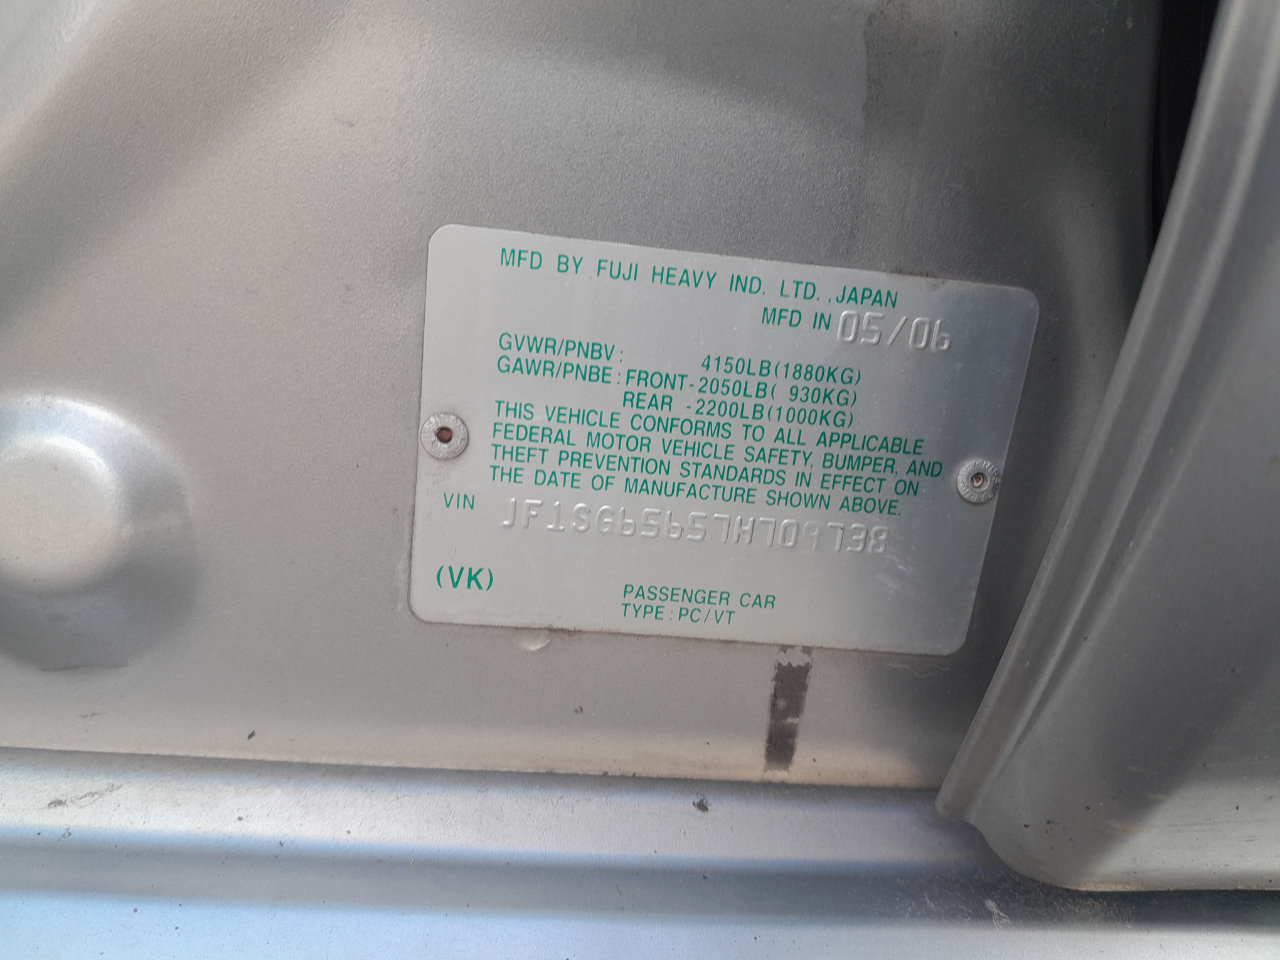 MFD BY FUJI HEAVY IND. LTD. ,JAPAN
MFD IN 05/06
GVWR/PNBV: 4150LB(1880KG)
GAWR/PNBE: FRONT-2050LB( 930KG)
REAR -2200LB(1000KG)
THIS VEHICLE CONFORMS TO ALL APPLICABLE
FEDERAL MOTOR VEHICLE SAFETY, BUMPER, AND
THEFT PREVENTION STANDARDS IN EFFECT ON
THE DATE OF MANUFACTURE SHOWN ABOVE.
VIN JF1SG65657H709738
(VK) PASSENGER CAR
TYPE: PC/VT